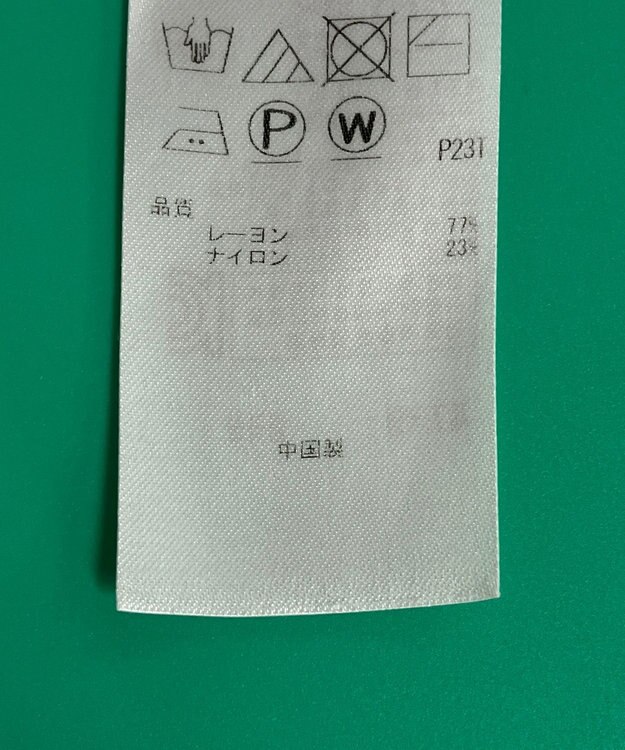 P W
P231
品質
レーヨン 77%
ナイロン 23%
中国製